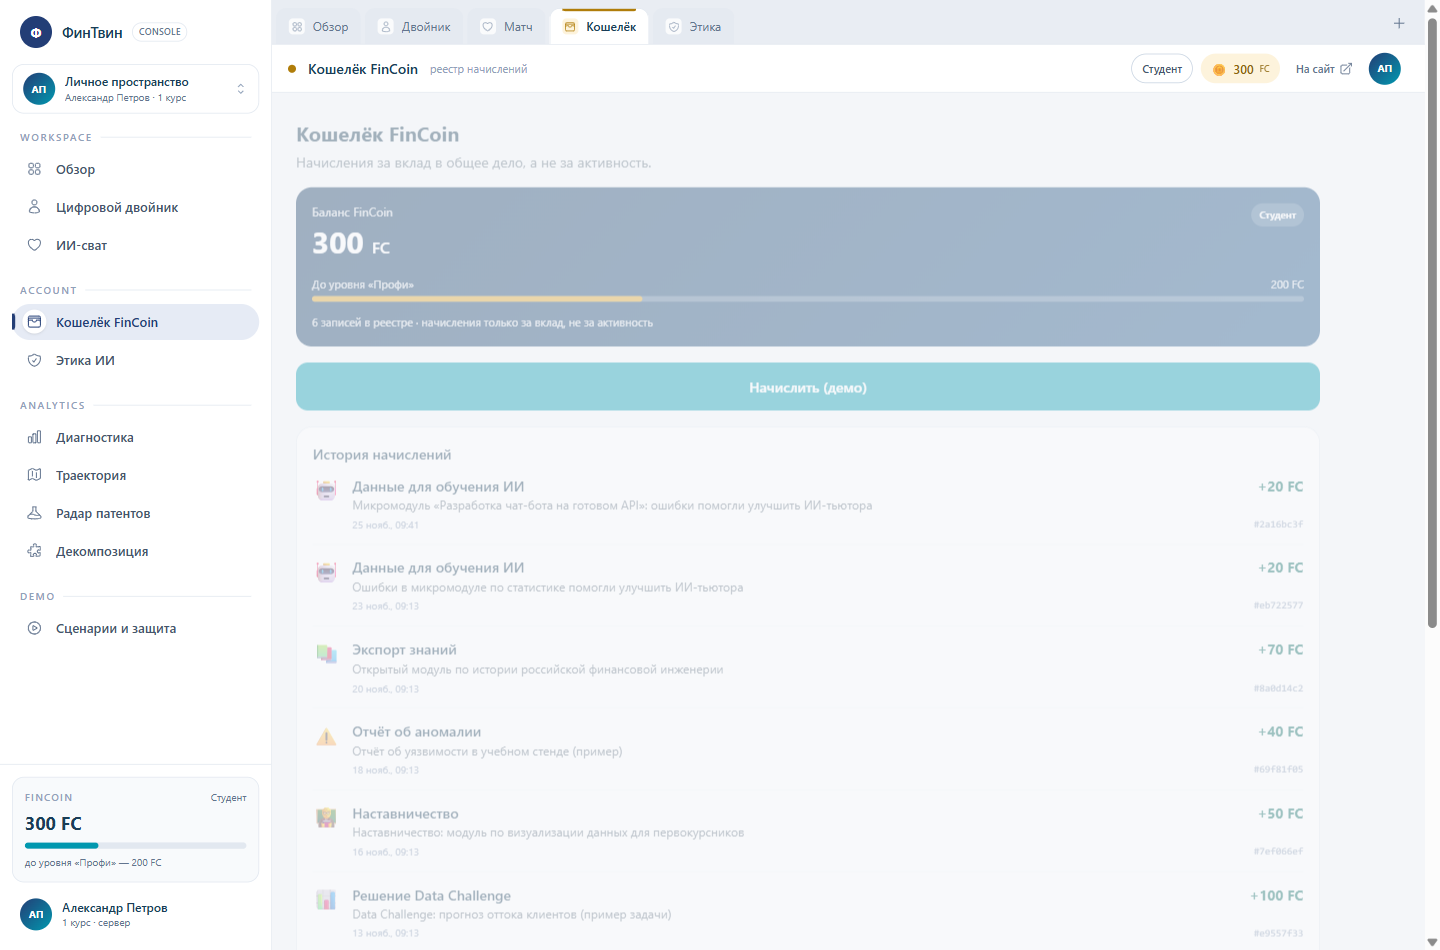 Ф ФинТвин CONSOLE
АП Личное пространство
Александр Петров · 1 курс
WORKSPACE
Обзор
Цифровой двойник
ИИ-сват
ACCOUNT
Кошелёк FinCoin
Этика ИИ
ANALYTICS
Диагностика
Траектория
Радар патентов
Декомпозиция
DEMO
Сценарии и защита
FINCOIN Студент
300 FC
до уровня «Профи» — 200 FC
АП Александр Петров
1 курс · сервер
Обзор Двойник Матч Кошелёк Этика
Кошелёк FinCoin реестр начислений Студент 300 FC На сайт АП
Кошелёк FinCoin
Начисления за вклад в общее дело, а не за активность.
Баланс FinCoin Студент
300 FC
До уровня «Профи» 200 FC
6 записей в реестре · начисления только за вклад, не за активность
Начислить (демо)
История начислений
Данные для обучения ИИ +20 FC
Микромодуль «Разработка чат-бота на готовом API»: ошибки помогли улучшить ИИ-тьютора
25 нояб., 09:41 #2a16bc3f
Данные для обучения ИИ +20 FC
Ошибки в микромодуле по статистике помогли улучшить ИИ-тьютора
23 нояб., 09:13 #eb722577
Экспорт знаний +70 FC
Открытый модуль по истории российской финансовой инженерии
20 нояб., 09:13 #8a0d14c2
Отчёт об аномалии +40 FC
Отчёт об уязвимости в учебном стенде (пример)
18 нояб., 09:13 #69f81f05
Наставничество +50 FC
Наставничество: модуль по визуализации данных для первокурсников
16 нояб., 09:13 #7ef066ef
Решение Data Challenge +100 FC
Data Challenge: прогноз оттока клиентов (пример задачи)
13 нояб., 09:13 #e9557f33